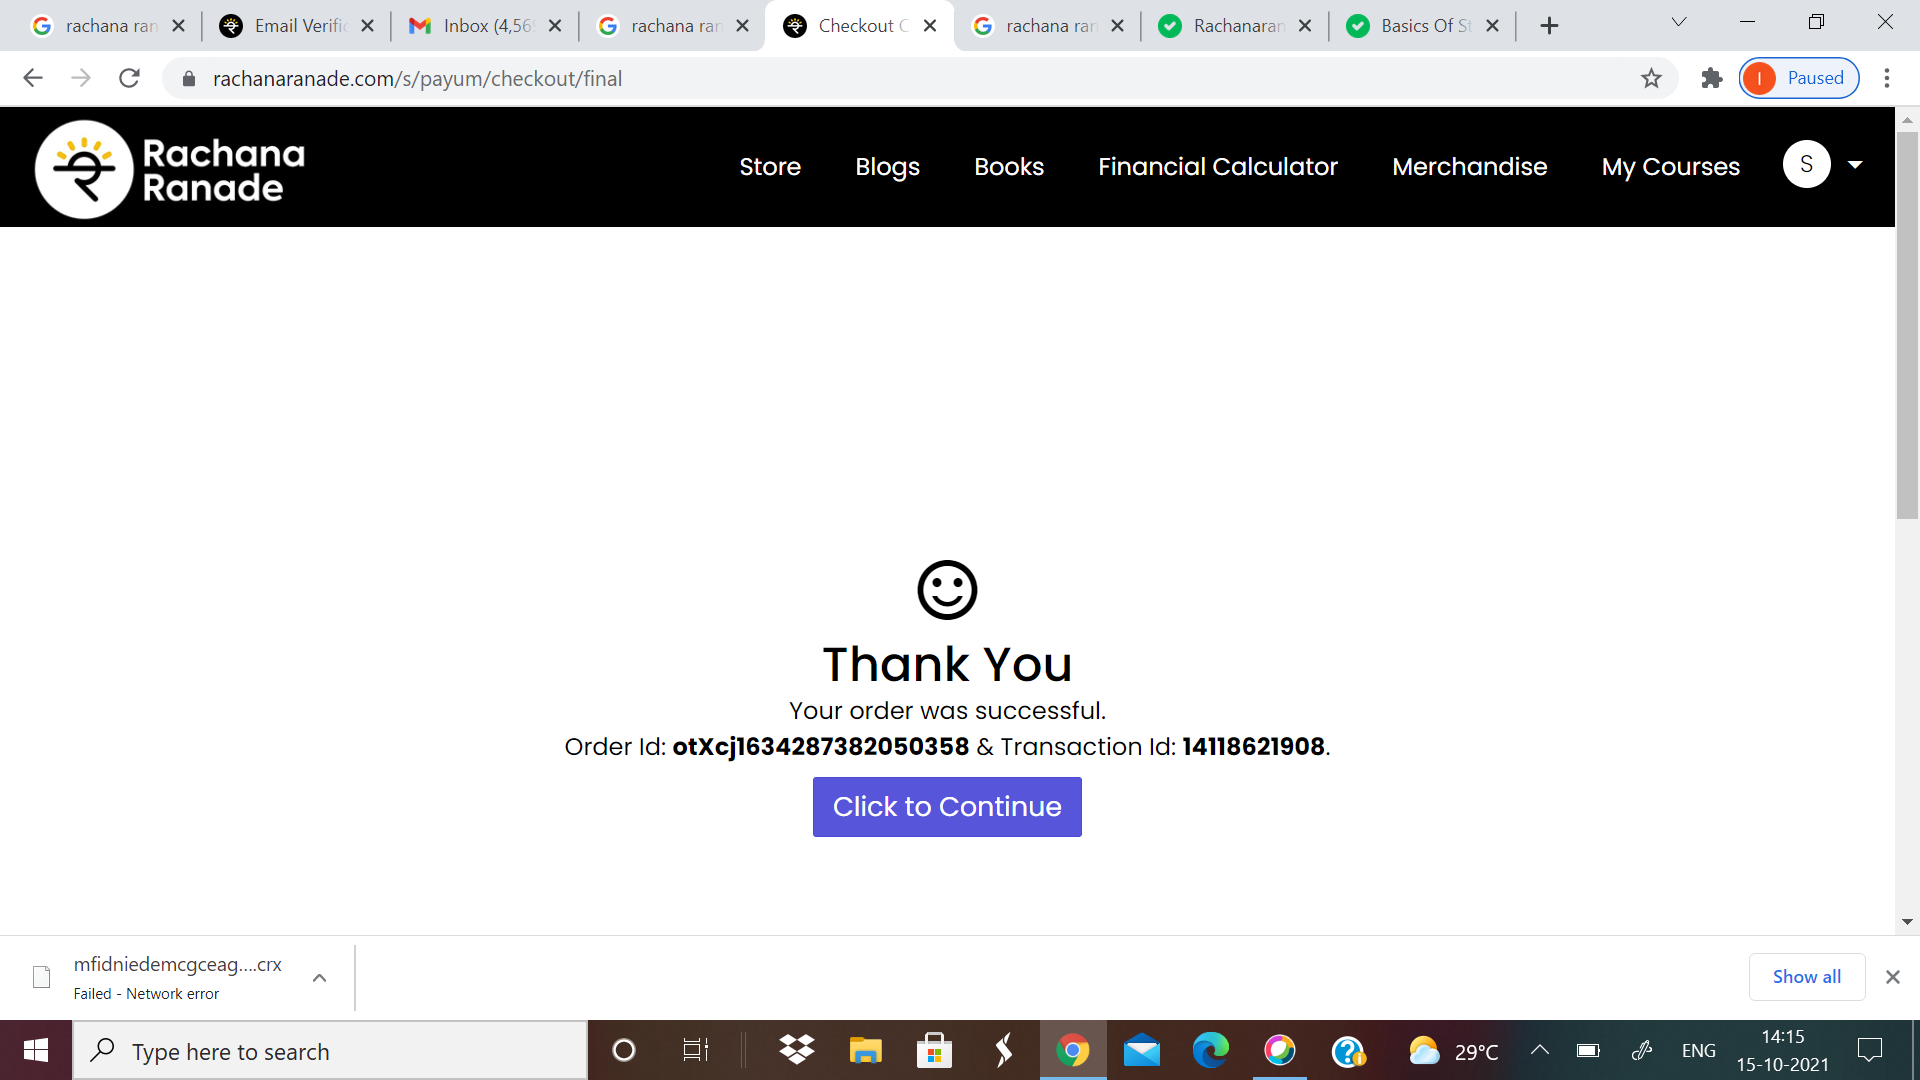 rachana ran
Email Verific
Inbox (4,56
rachana ran
Checkout C
rachana ran
Rachanaran
Basics Of St
rachanaranade.com/s/payum/checkout/final
I
Paused
Rachana
Ranade
Store
Blogs
Books
Financial Calculator
Merchandise
My Courses
S
Thank You
Your order was successful.
Order Id: otXcj1634287382050358 & Transaction Id: 14118621908.
Click to Continue
mfidniedemcgceag....crx
Failed - Network error
Show all
Type here to search
29°C
ENG
14:15
15-10-2021